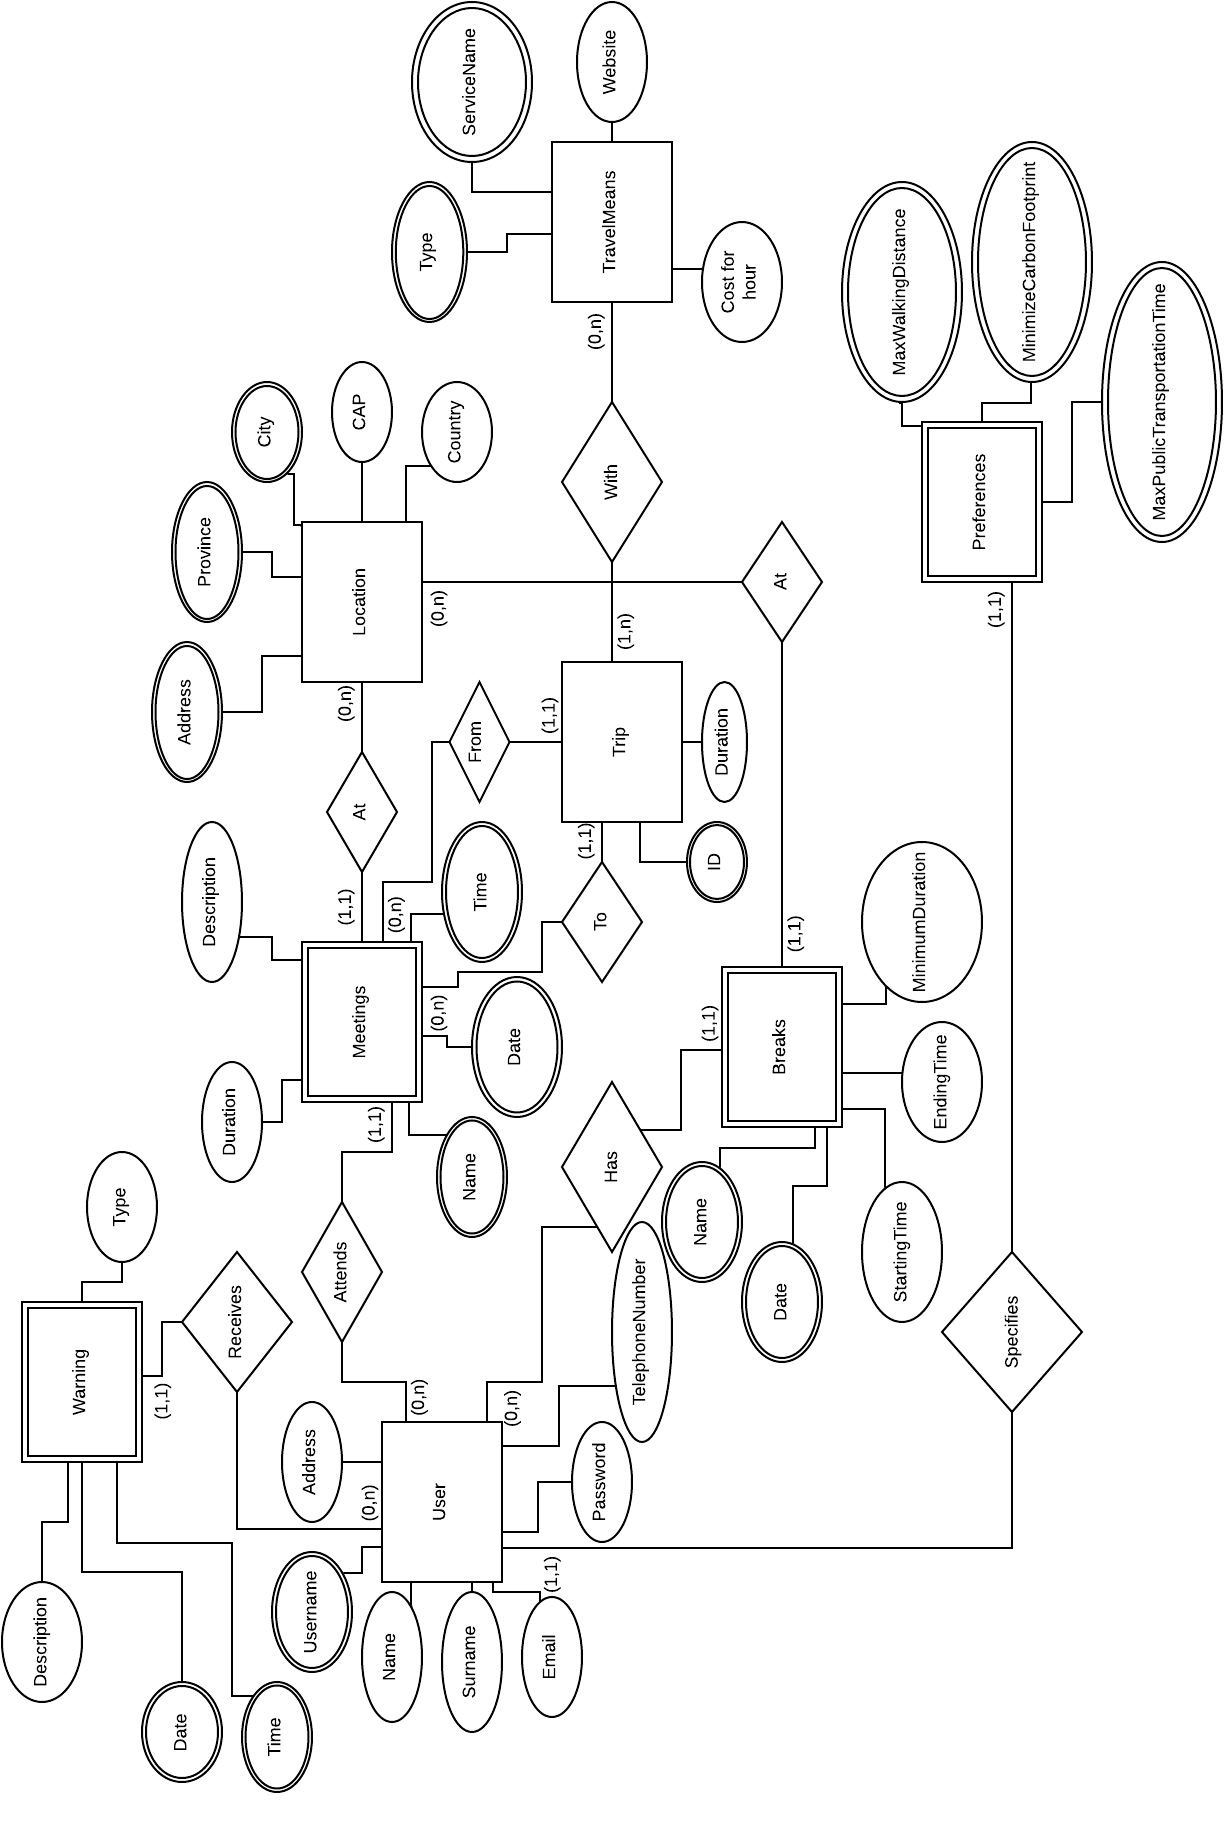 Description
Warning
Type
Date
(1,1)
Address
Province
Description
Duration
Receives
City
Time
Username
Address
Attends
(1,1)
(0,n)
(0,n)
Meetings
At
Location
CAP
(1,1)
Name
(0,n)
(0,n)
(0,n)
(0,n)
Type
User
Country
Surname
Name
Time
From
ServiceName
(0,n)
Date
Email
(1,1)
(1,1)
(1,1)
Password
To
(0,n)
Has
With
TravelMeans
Website
Trip
(1,n)
TelephoneNumber
Name
(1,1)
ID
Duration
Cost for
hour
Date
Breaks
At
(1,1)
StartingTime
MaxWalkingDistance
MinimumDuration
EndingTime
Preferences
(1,1)
Specifies
MinimizeCarbonFootprint
MaxPublicTransportationTime